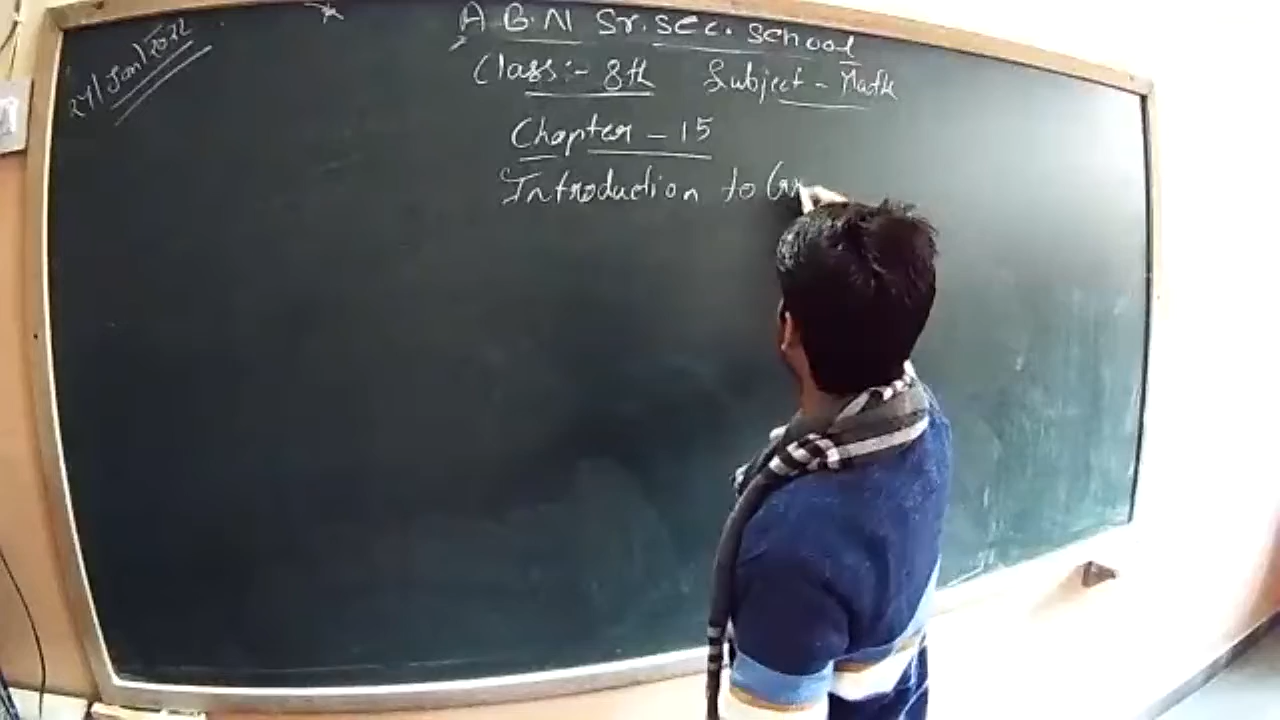 24/Jan/2022
A G.N Sr.sec.school
Class:- 8th Subject - Math
Chapter - 15
Introduction to Gr